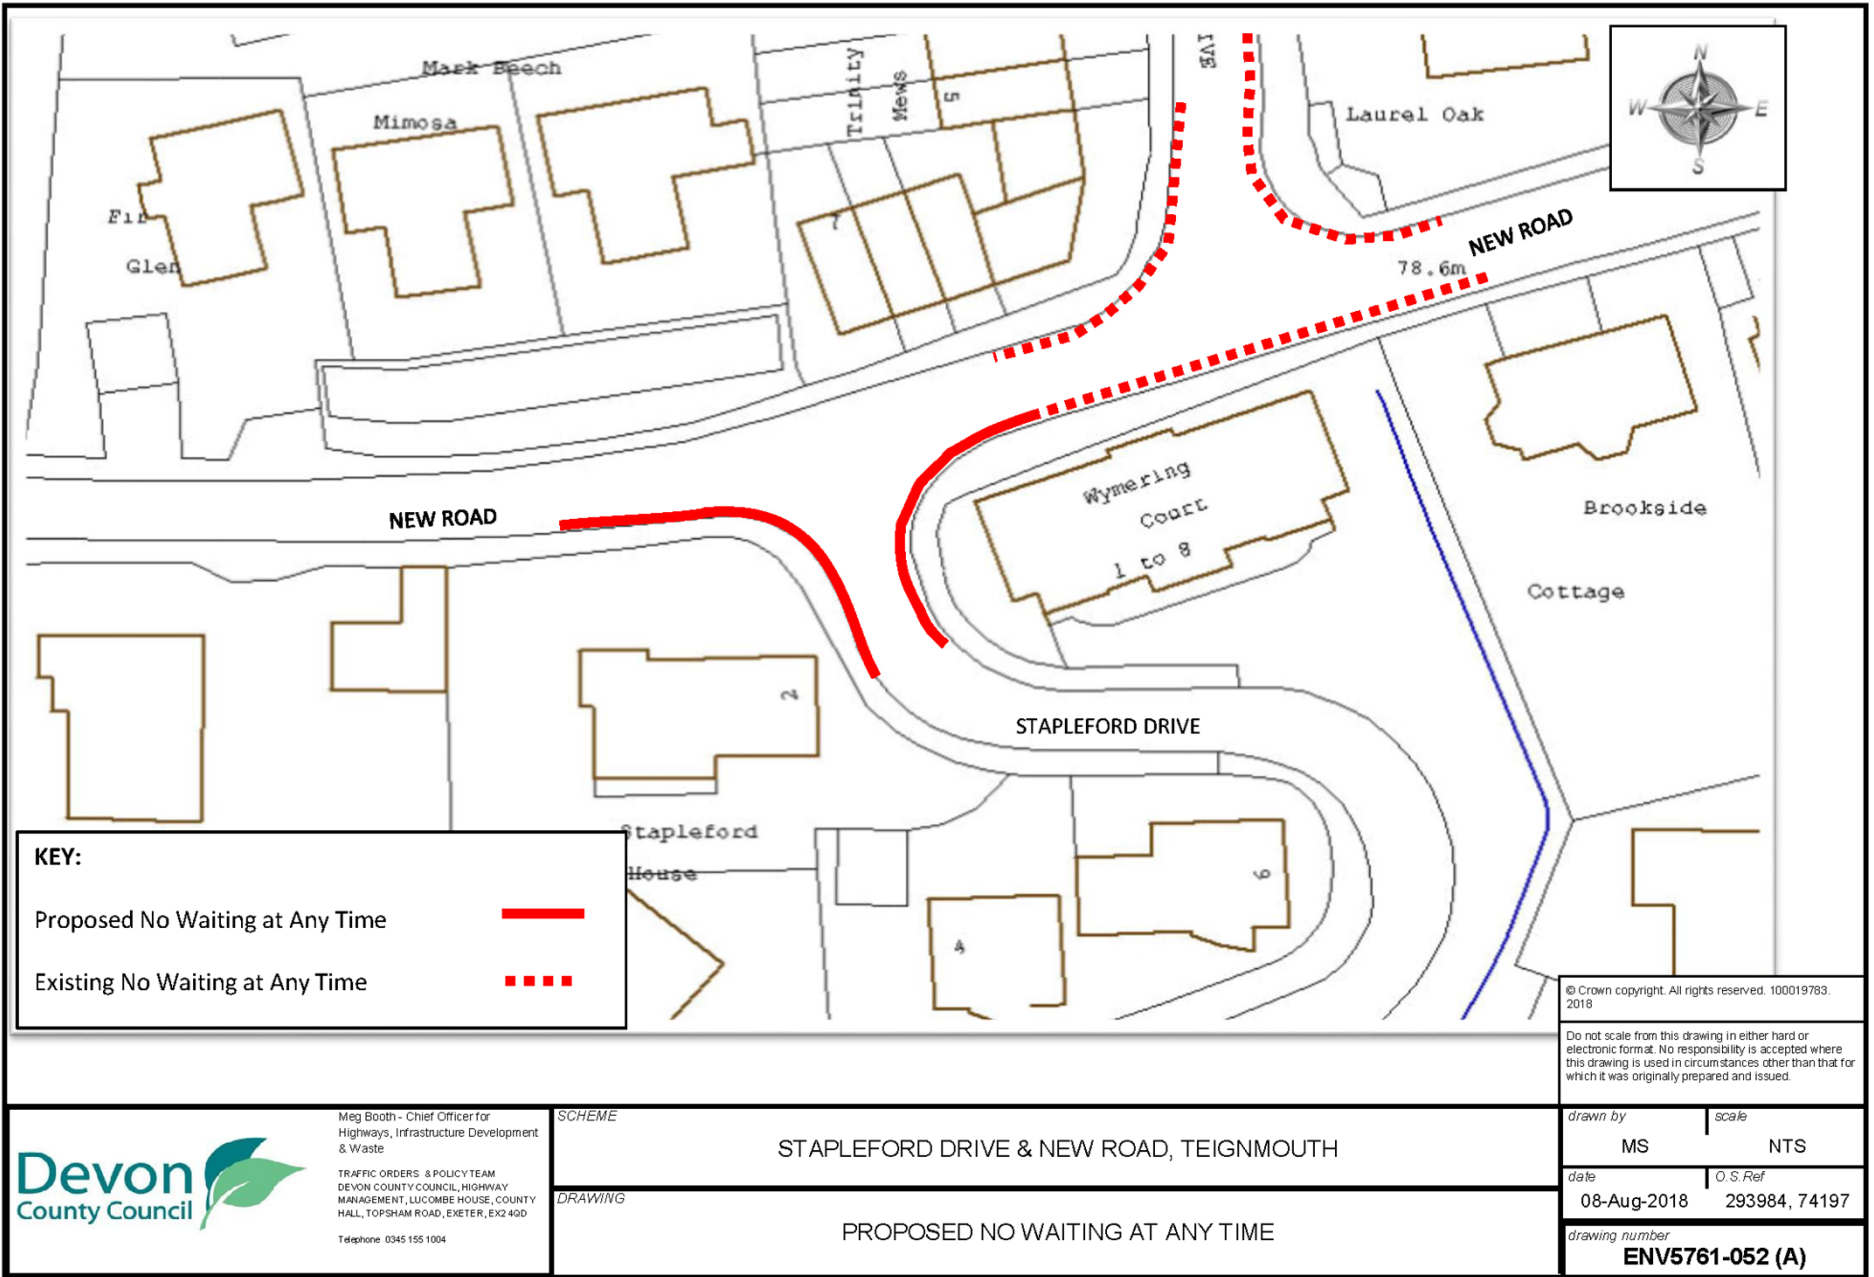 Mark Beech
Mimosa
Trinity
Mews
5
IVE
Laurel Oak
N
W
E
S
Fir
Glen
7
NEW ROAD
78.6m
NEW ROAD
Wymering
Court
1 to 8
Brookside
Cottage
2
STAPLEFORD DRIVE
Stapleford
House
4
6
KEY:
Proposed No Waiting at Any Time
Existing No Waiting at Any Time
© Crown copyright. All rights reserved. 100019783.
2018
Do not scale from this drawing in either hard or
electronic format. No responsibility is accepted where
this drawing is used in circumstances other than that for
which it was originally prepared and issued.
Devon
County Council
Meg Booth - Chief Officer for
Highways, Infrastructure Development
& Waste
TRAFFIC ORDERS & POLICY TEAM
DEVON COUNTY COUNCIL, HIGHWAY
MANAGEMENT, LUCOMBE HOUSE, COUNTY
HALL, TOPSHAM ROAD, EXETER, EX2 4QD
Telephone 0345 155 1004
SCHEME
STAPLEFORD DRIVE & NEW ROAD, TEIGNMOUTH
DRAWING
PROPOSED NO WAITING AT ANY TIME
drawn by
MS
scale
NTS
date
08-Aug-2018
O.S.Ref
293984, 74197
drawing number
ENV5761-052 (A)